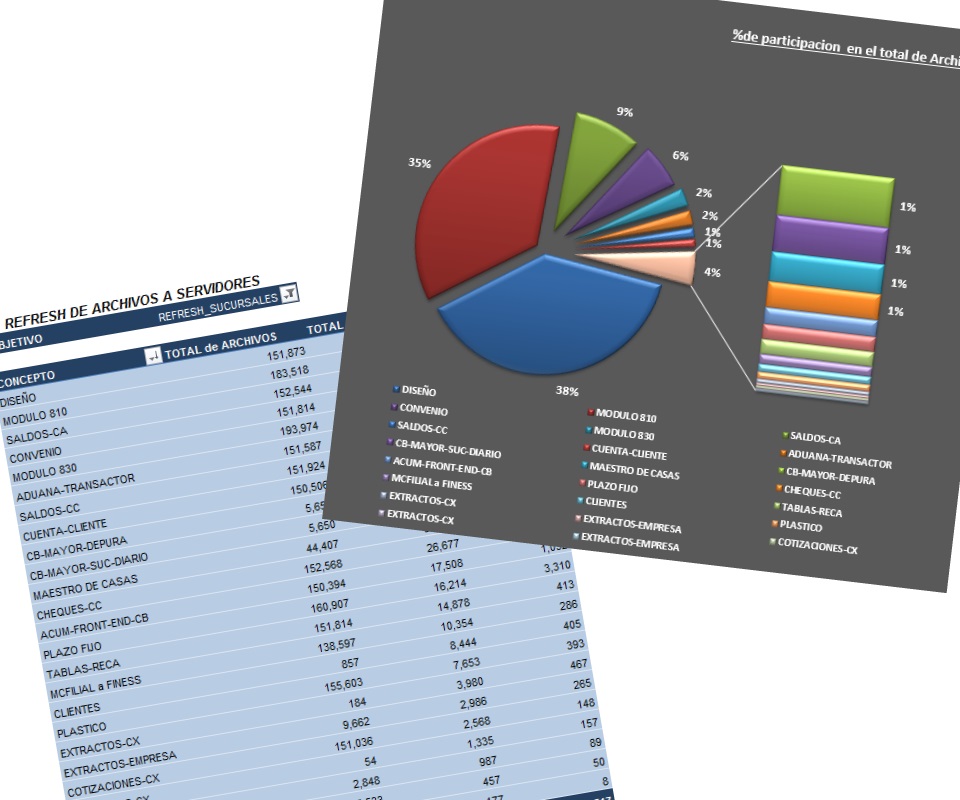 %de participacion en el total de
9%
35%
6%
2%
2%
1%
1%
4%
38%
1%
1%
1%
1%
DISEÑO MODULO 810 SALDOS-CA
CONVENIO MODULO 830 ADUANA-TRANSACTOR
SALDOS-CC CUENTA-CLIENTE CB-MAYOR-DEPURA
CB-MAYOR-SUC-DIARIO MAESTRO DE CASAS CHEQUES-CC
ACUM-FRONT-END-CB PLAZO FIJO TABLAS-RECA
MCFILIAL a FINESS CLIENTES PLASTICO
EXTRACTOS-CX EXTRACTOS-EMPRESA COTIZACIONES-CX
EXTRACTOS-CX EXTRACTOS-EMPRESA
REFRESH DE ARCHIVOS A SERVIDORES
BJETIVO REFRESH_SUCURSALES
CONCEPTO TOTAL de ARCHIVOS TOTAL
DISEÑO 151,873
MODULO 810 183,518
SALDOS-CA 152,544
CONVENIO 151,814
MODULO 830 193,974
ADUANA-TRANSACTOR 151,587
SALDOS-CC 151,924
CUENTA-CLIENTE 150,506
CB-MAYOR-DEPURA
CB-MAYOR-SUC-DIARIO 5,650
MAESTRO DE CASAS 44,407 26,677
CHEQUES-CC 152,568 17,508 3,310
ACUM-FRONT-END-CB 150,394 16,214 413
PLAZO FIJO 160,907 14,878 286
TABLAS-RECA 151,814 10,354 405
MCFILIAL a FINESS 138,597 8,444 393
CLIENTES 857 7,653 467
PLASTICO 155,603 3,980 265
EXTRACTOS-CX 184 2,986 148
EXTRACTOS-EMPRESA 9,662 2,568 157
COTIZACIONES-CX 151,036 1,335 89
54 987 50
2,848 457 8